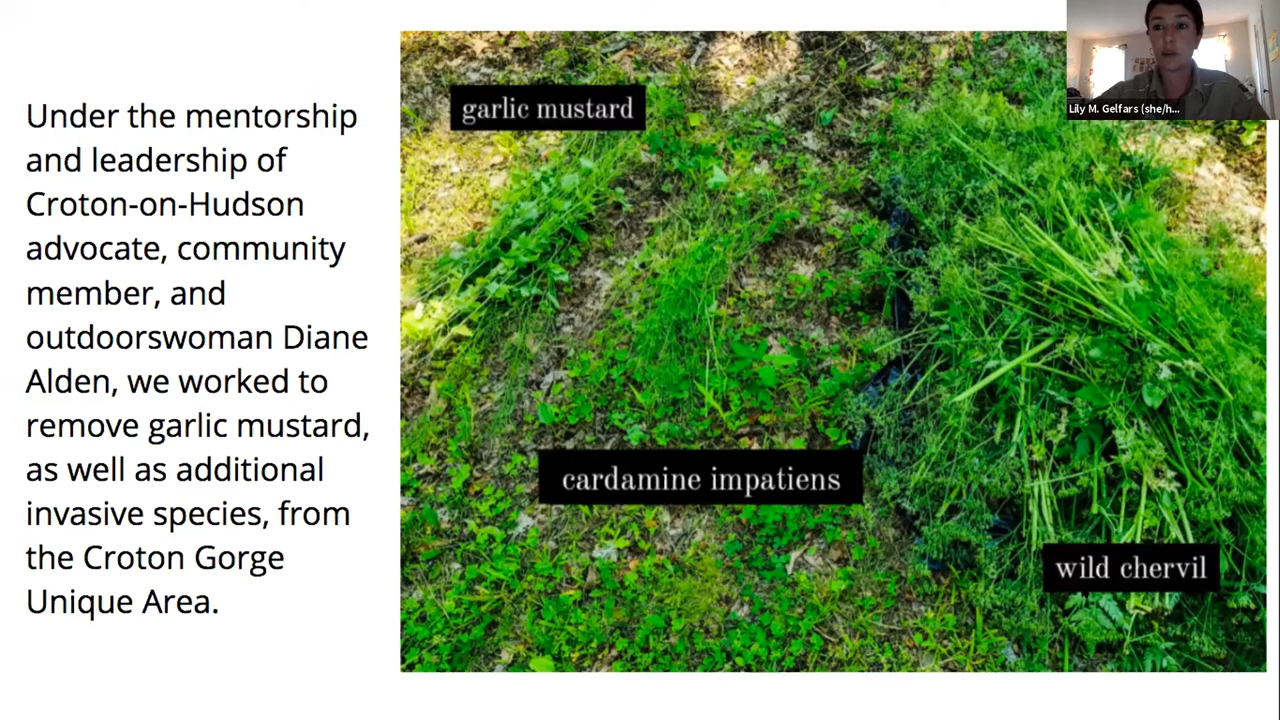 Under the mentorship
and leadership of
Croton-on-Hudson
advocate, community
member, and
outdoorswoman Diane
Alden, we worked to
remove garlic mustard,
as well as additional
invasive species, from
the Croton Gorge
Unique Area.
garlic mustard
cardamine impatiens
wild chervil
Lily M. Gelfars (she/h...